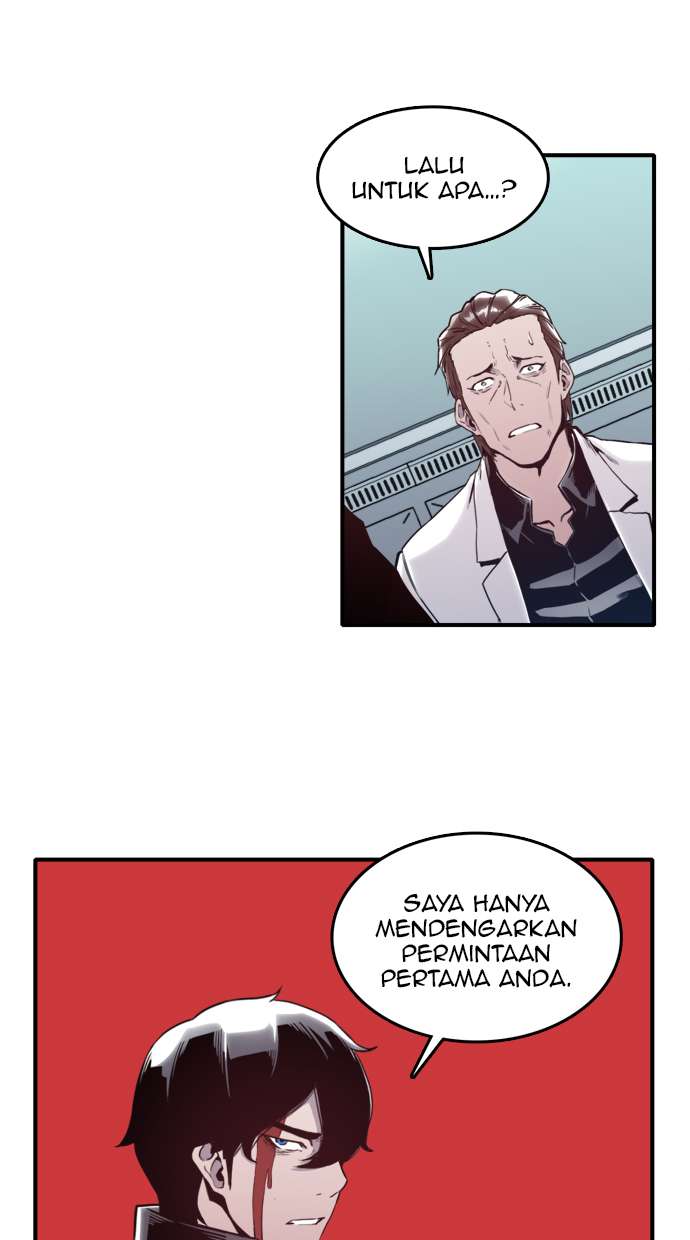 LALU
UNTUK APA...?
SAYA HANYA
MENDENGARKAN
PERMINTAAN
PERTAMA ANDA.